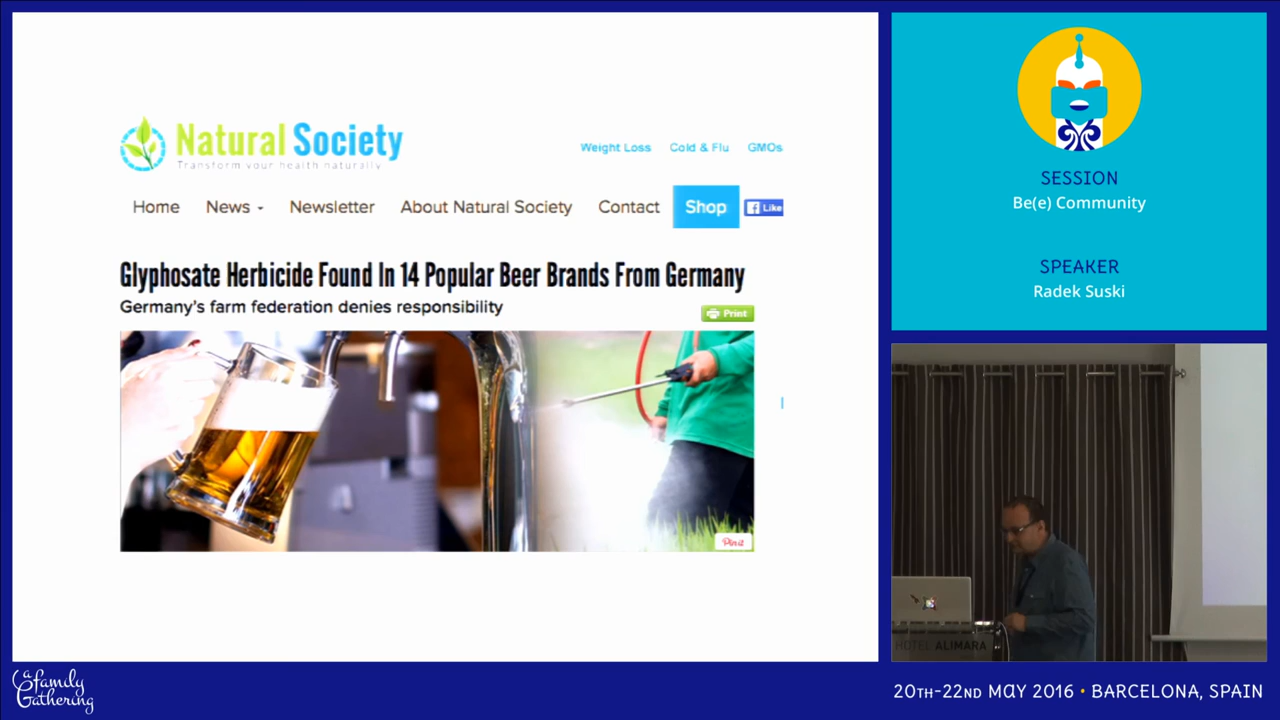 Natural Society
Transform your health naturally
Weight Loss Cold & Flu GMOs
Home News Newsletter About Natural Society Contact Shop Like
Glyphosate Herbicide Found In 14 Popular Beer Brands From Germany
Germany's farm federation denies responsibility
Print
Pin it
SESSION
Be(e) Community
SPEAKER
Radek Suski
HOTEL ALIMARA
a family Gathering
20TH-22ND MAY 2016 • BARCELONA, SPAIN